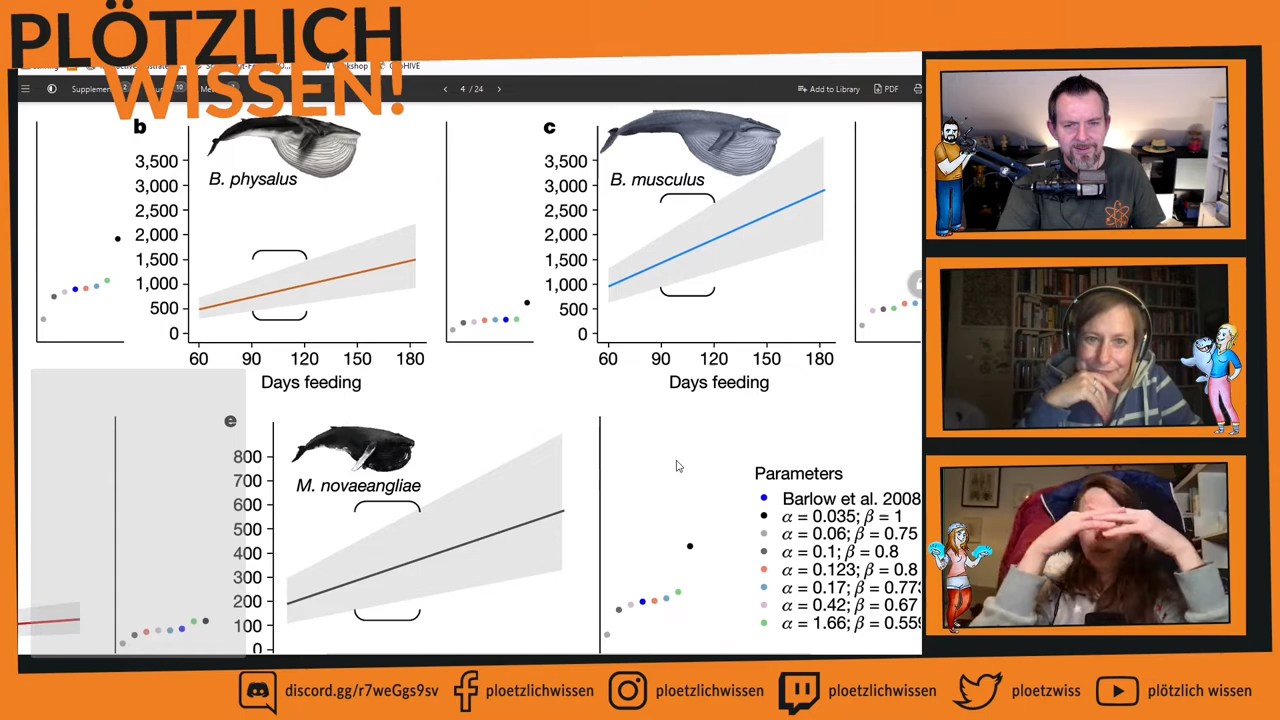 PLÖTZLICH
WISSEN!
4 / 24
Add to Library
PDF
b
3,500
3,000
2,500
2,000
1,500
1,000
500
0
B. physalus
60 90 120 150 180
Days feeding
c
3,500
3,000
2,500
2,000
1,500
1,000
500
0
B. musculus
60 90 120 150 180
Days feeding
e
800
700
600
500
400
300
200
100
0
M. novaeangliae
Parameters
Barlow et al. 2008
α = 0.035; β = 1
α = 0.06; β = 0.75
α = 0.1; β = 0.8
α = 0.123; β = 0.8
α = 0.17; β = 0.77
α = 0.42; β = 0.67
α = 1.66; β = 0.559
discord.gg/r7weGgs9sv
ploetzlichwissen
ploetzlichwissen
ploetzlichwissen
ploetzwiss
plötzlich wissen